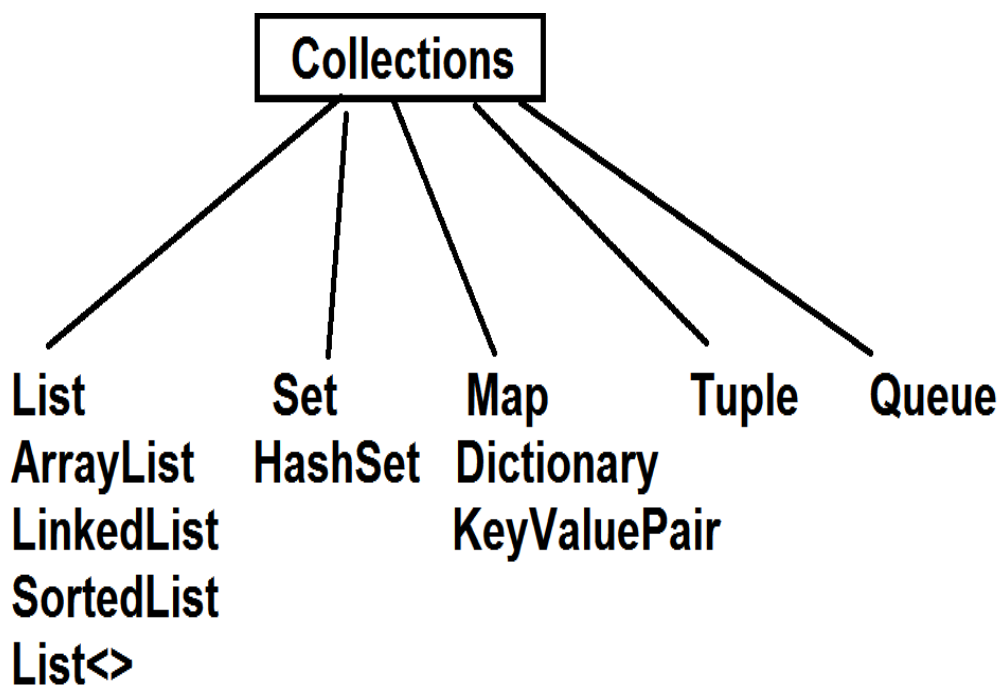 Collections
List Set Map Tuple Queue
ArrayList HashSet Dictionary
LinkedList KeyValuePair
SortedList
List<>